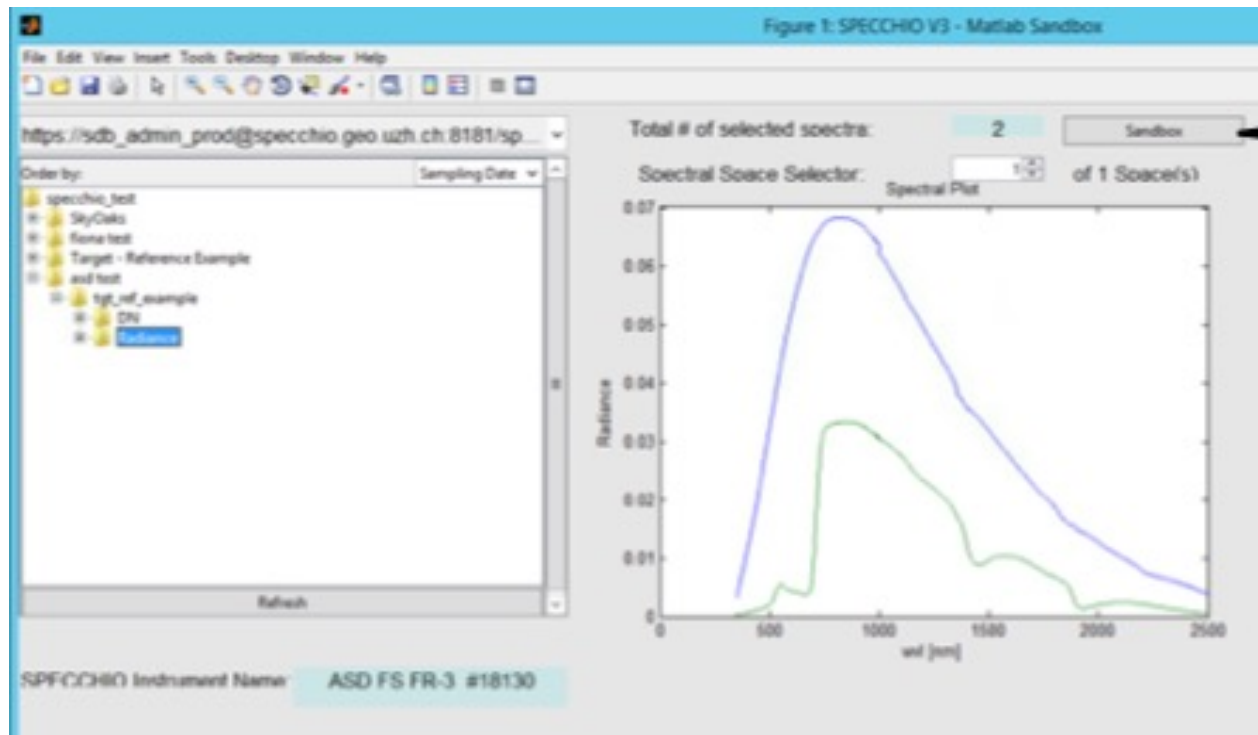 Figure 1: SPECCHIO V3 - Matlab Sandbox
File Edit View Insert Tools Desktop Window Help
https://sdb_admin_prod@specchio.geo.uzh.ch:8181/sp...
Total # of selected spectra: 2 Sandbox
Order by: Sampling Date
Spectral Space Selector: 1 of 1 Space(s)
specchio_test
SkyOaks
fiona test
Target - Reference Example
asd test
tgt_ref_example
DN
Radiance
Refresh
Spectral Plot
0.07
0.06
0.05
0.04
0.03
0.02
0.01
0
Radiance
0 500 1000 1500 2000 2500
wvl [nm]
SPECCHIO Instrument Name: ASD FS FR-3 #18130